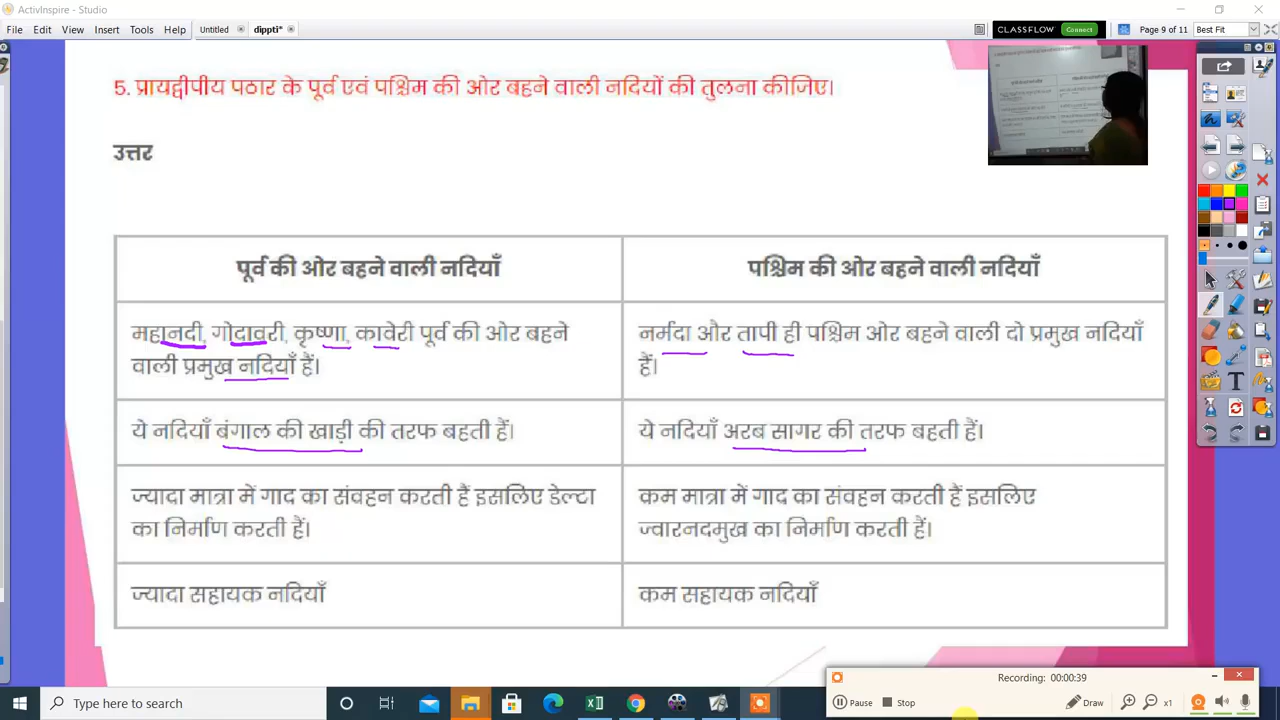 ActivInspire - Studio
File Edit View Insert Tools Help Untitled dippti* CLASSFLOW Connect Page 9 of 11 Best Fit
5. प्रायद्वीपीय पठार के पूर्व एवं पश्चिम की ओर बहने वाली नदियों की तुलना कीजिए।
उत्तर
पूर्व की ओर बहने वाली नदियाँ
पश्चिम की ओर बहने वाली नदियाँ
महानदी, गोदावरी, कृष्णा, कावेरी पूर्व की ओर बहने
वाली प्रमुख नदियाँ हैं।
नर्मदा और तापी ही पश्चिम ओर बहने वाली दो प्रमुख नदियाँ
हैं।
ये नदियाँ बंगाल की खाड़ी की तरफ बहती हैं।
ये नदियाँ अरब सागर की तरफ बहती हैं।
ज्यादा मात्रा में गाद का संवहन करती हैं इसलिए डेल्टा
का निर्माण करती हैं।
कम मात्रा में गाद का संवहन करती हैं इसलिए
ज्वारनदमुख का निर्माण करती हैं।
ज्यादा सहायक नदियाँ
कम सहायक नदियाँ
Recording: 00:00:39
Pause Stop Draw x1
Type here to search